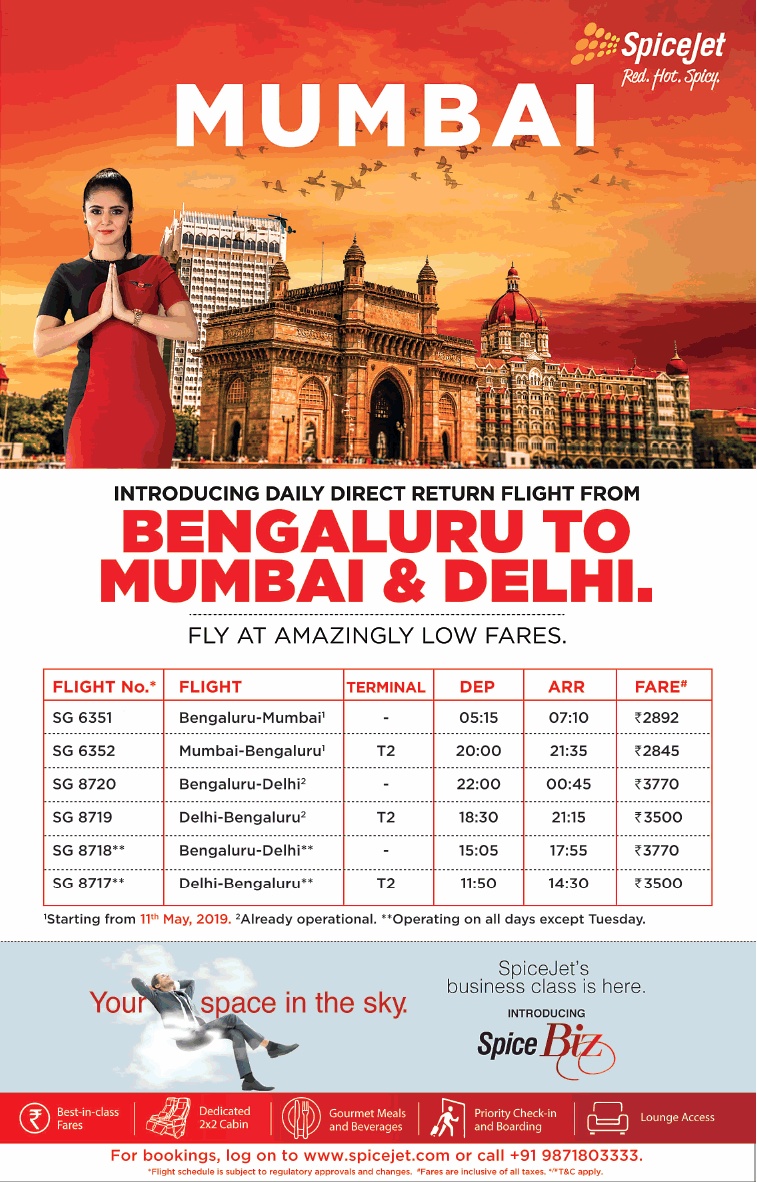 SpiceJet
Red. Hot. Spicy.
MUMBAI
INTRODUCING DAILY DIRECT RETURN FLIGHT FROM
BENGALURU TO
MUMBAI & DELHI.
FLY AT AMAZINGLY LOW FARES.
FLIGHT No.* FLIGHT TERMINAL DEP ARR FARE#
SG 6351 Bengaluru-Mumbai¹ - 05:15 07:10 ₹2892
SG 6352 Mumbai-Bengaluru¹ T2 20:00 21:35 ₹2845
SG 8720 Bengaluru-Delhi² - 22:00 00:45 ₹3770
SG 8719 Delhi-Bengaluru² T2 18:30 21:15 ₹3500
SG 8718** Bengaluru-Delhi** - 15:05 17:55 ₹3770
SG 8717** Delhi-Bengaluru** T2 11:50 14:30 ₹3500
¹Starting from 11th May, 2019. ²Already operational. **Operating on all days except Tuesday.
Your space in the sky.
SpiceJet's
business class is here.
INTRODUCING
Spice Biz
₹
Best-in-class
Fares
Dedicated
2x2 Cabin
Gourmet Meals
and Beverages
Priority Check-in
and Boarding
Lounge Access
For bookings, log on to www.spicejet.com or call +91 9871803333.
*Flight schedule is subject to regulatory approvals and changes. #Fares are inclusive of all taxes. */#T&C apply.